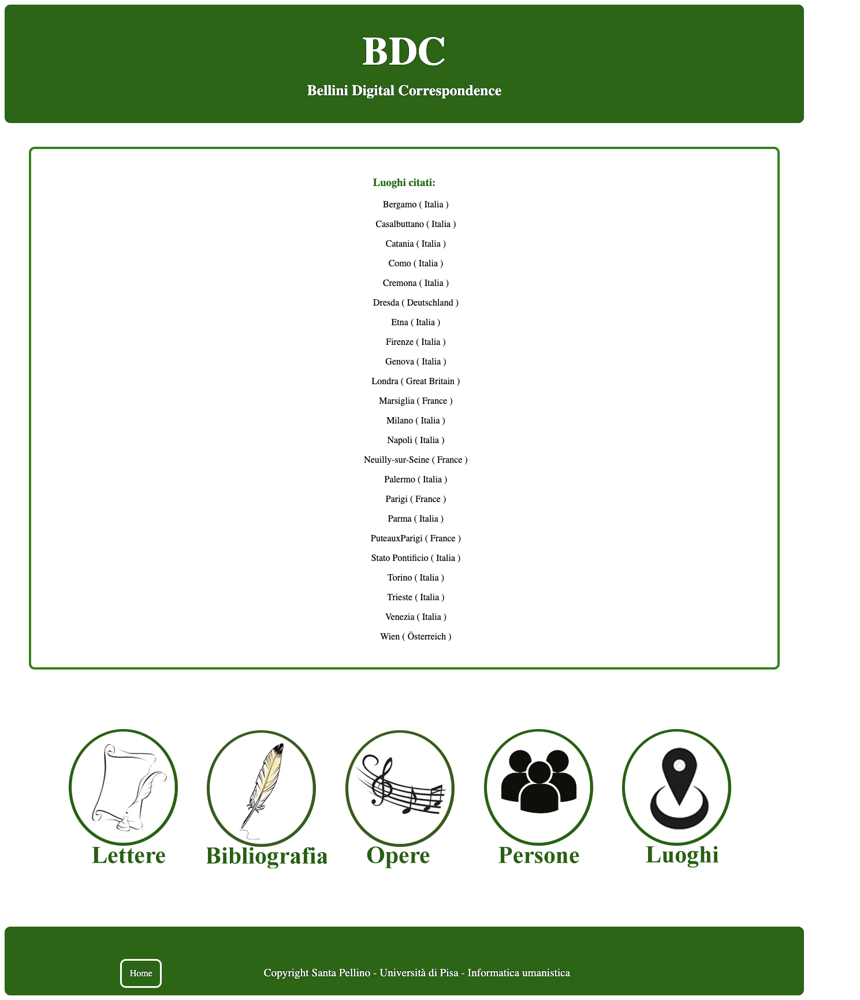 BDC
Bellini Digital Correspondence
Luoghi citati:
Bergamo ( Italia )
Casalbuttano ( Italia )
Catania ( Italia )
Como ( Italia )
Cremona ( Italia )
Dresda ( Deutschland )
Etna ( Italia )
Firenze ( Italia )
Genova ( Italia )
Londra ( Great Britain )
Marsiglia ( France )
Milano ( Italia )
Napoli ( Italia )
Neuilly-sur-Seine ( France )
Palermo ( Italia )
Parigi ( France )
Parma ( Italia )
PuteauxParigi ( France )
Stato Pontificio ( Italia )
Torino ( Italia )
Trieste ( Italia )
Venezia ( Italia )
Wien ( Österreich )
Lettere Bibliografia Opere Persone Luoghi
Home Copyright Santa Pellino - Università di Pisa - Informatica umanistica